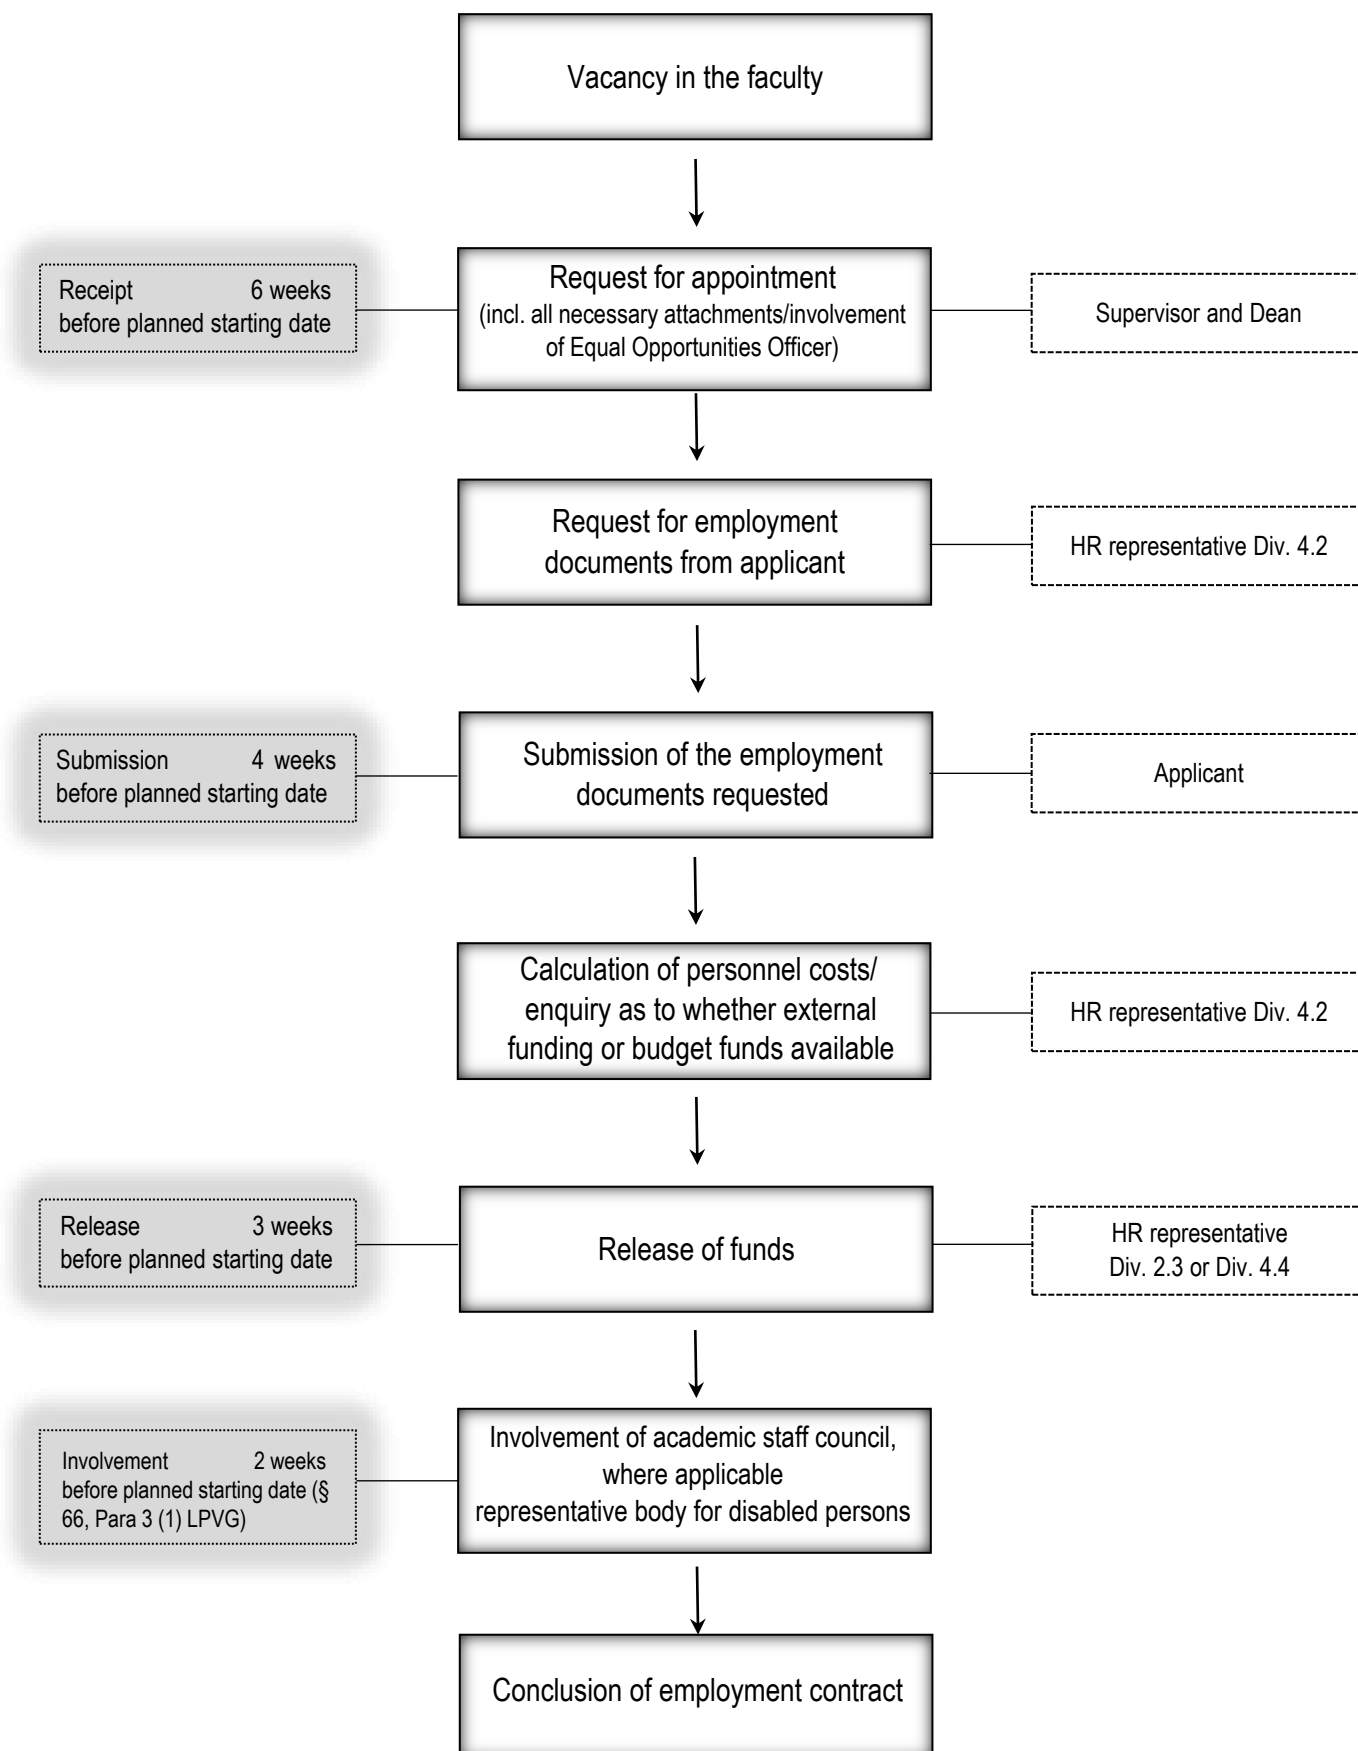 Vacancy in the faculty
Receipt 6 weeks
before planned starting date
Request for appointment
(incl. all necessary attachments/involvement
of Equal Opportunities Officer)
Supervisor and Dean
Request for employment
documents from applicant
HR representative Div. 4.2
Submission 4 weeks
before planned starting date
Submission of the employment
documents requested
Applicant
Calculation of personnel costs/
enquiry as to whether external
funding or budget funds available
HR representative Div. 4.2
Release 3 weeks
before planned starting date
Release of funds
HR representative
Div. 2.3 or Div. 4.4
Involvement 2 weeks
before planned starting date (§
66, Para 3 (1) LPVG)
Involvement of academic staff council,
where applicable
representative body for disabled persons
Conclusion of employment contract